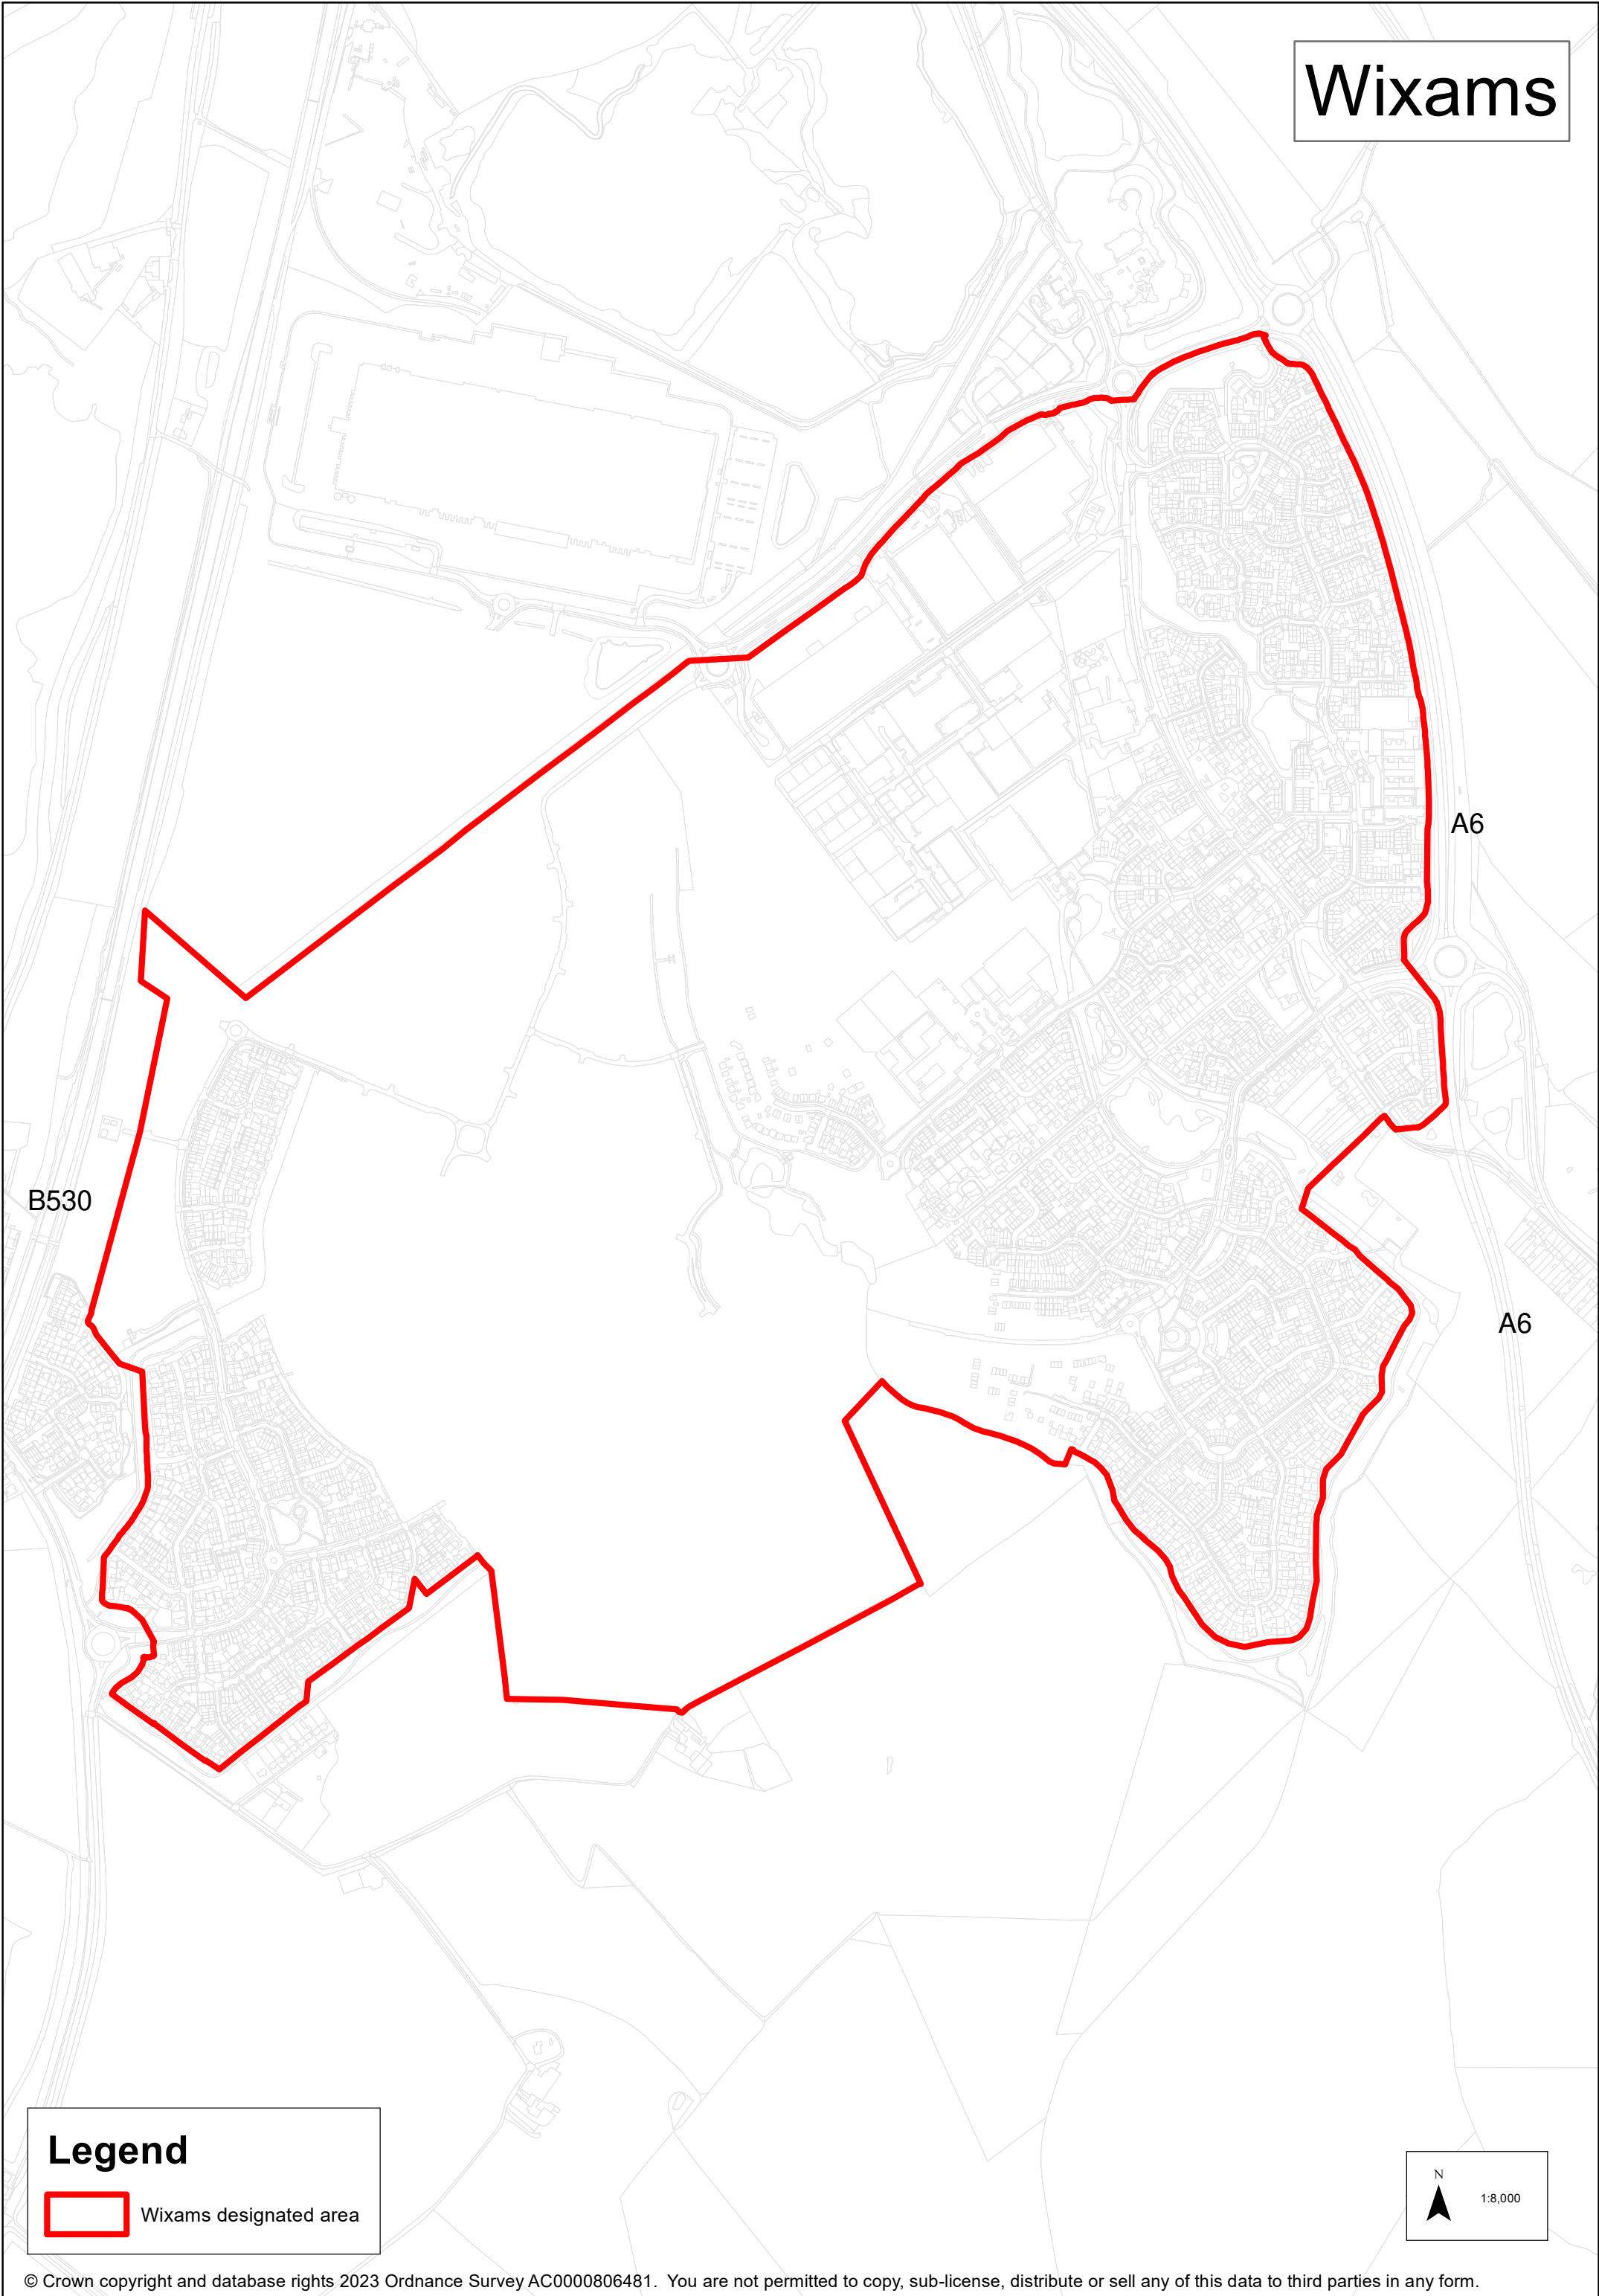 Wixams
A6
B530
A6
Legend
Wixams designated area
N
1:8,000
© Crown copyright and database rights 2023 Ordnance Survey AC0000806481. You are not permitted to copy, sub-license, distribute or sell any of this data to third parties in any form.